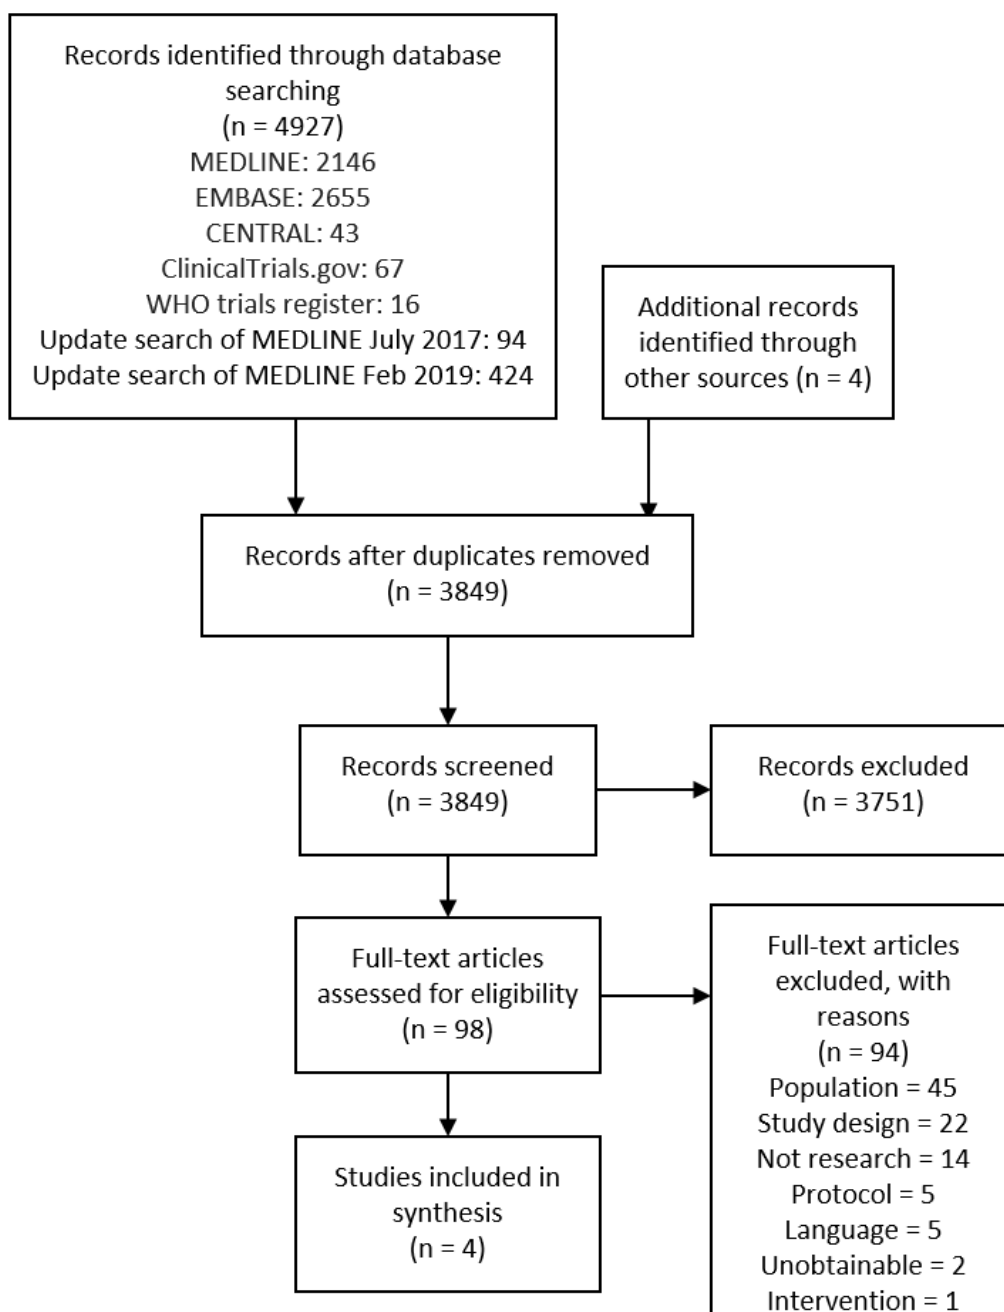 Records identified through database
searching
(n = 4927)
MEDLINE: 2146
EMBASE: 2655
CENTRAL: 43
ClinicalTrials.gov: 67
WHO trials register: 16
Update search of MEDLINE July 2017: 94
Update search of MEDLINE Feb 2019: 424
Additional records
identified through
other sources (n = 4)
Records after duplicates removed
(n = 3849)
Records screened
(n = 3849)
Records excluded
(n = 3751)
Full-text articles
assessed for eligibility
(n = 98)
Full-text articles
excluded, with
reasons
(n = 94)
Population = 45
Study design = 22
Not research = 14
Protocol = 5
Language = 5
Unobtainable = 2
Intervention = 1
Studies included in
synthesis
(n = 4)